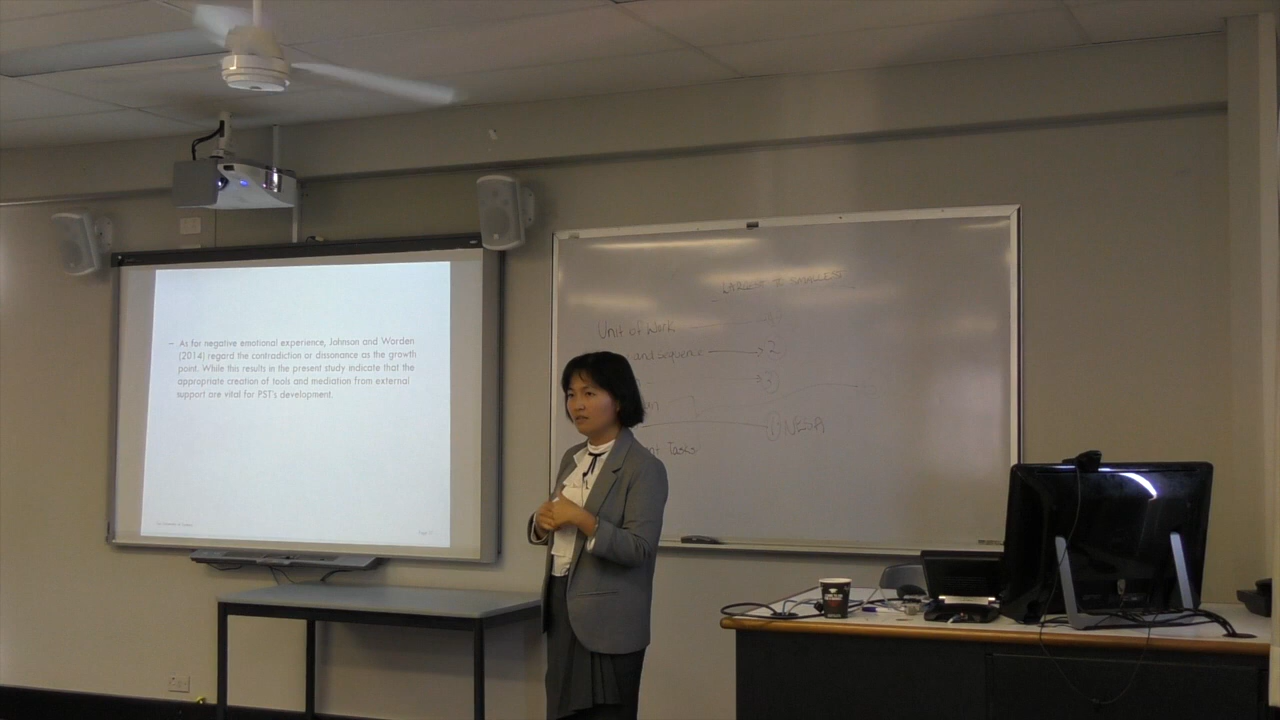 – As for negative emotional experience, Johnson and Worden
(2014) regard the contradiction or dissonance as the growth
point. While this results in the present study indicate that the
appropriate creation of tools and mediation from external
support are vital for PST's development.
LARGEST SMALLEST
Unit of Work
and Sequence → 2
→ 3
1 NESA
Tasks